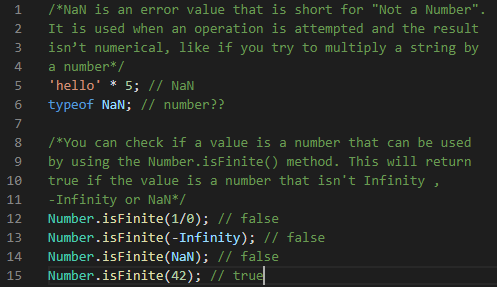 1 /*NaN is an error value that is short for "Not a Number".
2 It is used when an operation is attempted and the result
3 isn’t numerical, like if you try to multiply a string by
4 a number*/
5 'hello' * 5; // NaN
6 typeof NaN; // number??
7
8 /*You can check if a value is a number that can be used
9 by using the Number.isFinite() method. This will return
10 true if the value is a number that isn't Infinity ,
11 -Infinity or NaN*/
12 Number.isFinite(1/0); // false
13 Number.isFinite(-Infinity); // false
14 Number.isFinite(NaN); // false
15 Number.isFinite(42); // true